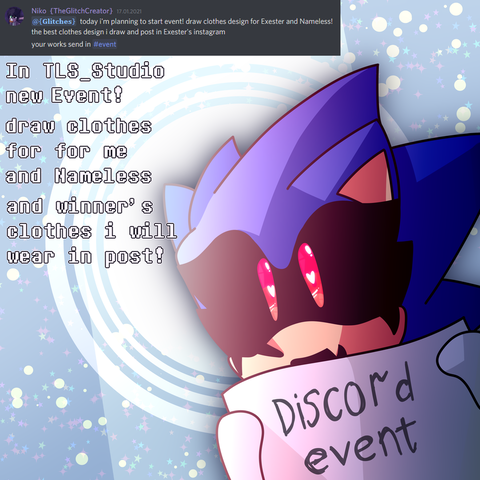 Niko {TheGlitchCreator} 17.01.2021
@{Glitches} today i'm planning to start event! draw clothes design for Exester and Nameless!
the best clothes design i draw and post in Exester's instagram
your works send in #event
In TLS_Studio
new Event!
draw clothes
for for me
and Nameless
and winner's
clothes i will
wear in post!
Discord
event